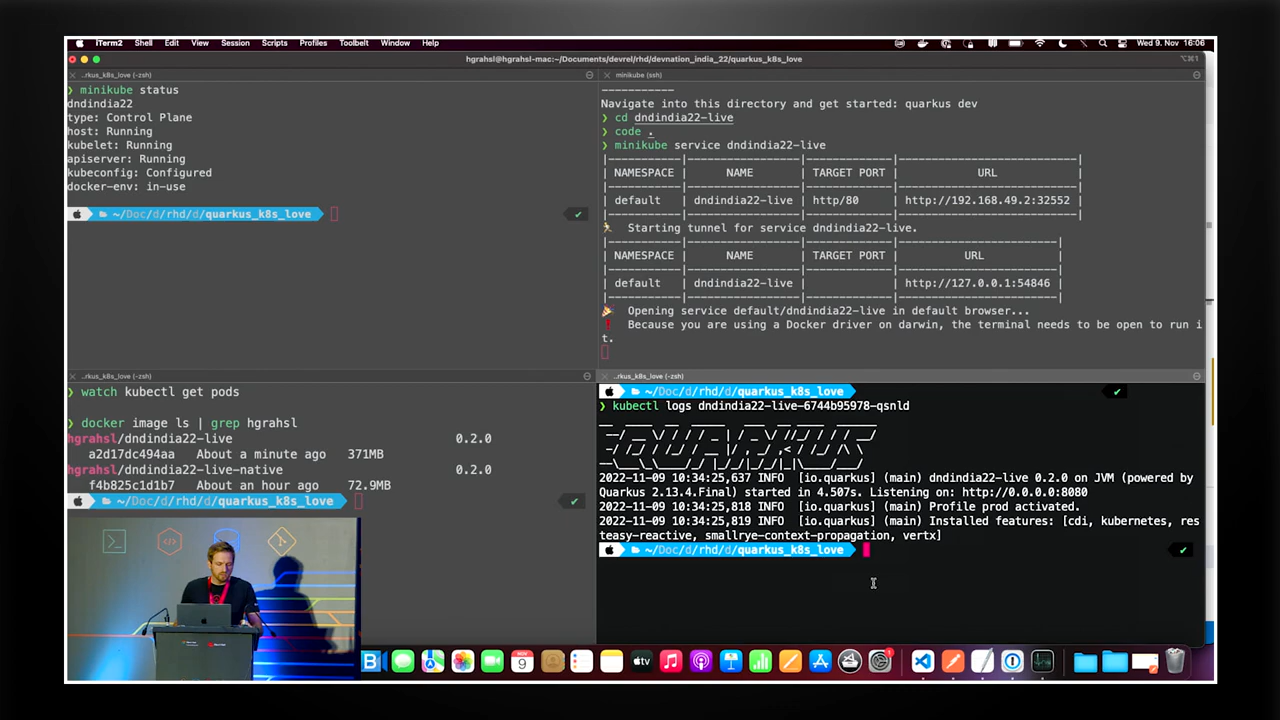 iTerm2 Shell Edit View Session Scripts Profiles Toolbelt Window Help Wed 9. Nov 16:06
hgrahsl@hgrahsl-mac:~/Documents/devrel/rhd/devnation_india_22/quarkus_k8s_love ⌥⌘1
..rkus_k8s_love (-zsh)
❯ minikube status
dndindia22
type: Control Plane
host: Running
kubelet: Running
apiserver: Running
kubeconfig: Configured
docker-env: in-use
~/Doc/d/rhd/d/quarkus_k8s_love ✔
minikube (ssh)
-----------
Navigate into this directory and get started: quarkus dev
❯ cd dndindia22-live
❯ code .
❯ minikube service dndindia22-live
|-----------|-----------------|-------------|---------------------------|
| NAMESPACE | NAME | TARGET PORT | URL |
|-----------|-----------------|-------------|---------------------------|
| default | dndindia22-live | http/80 | http://192.168.49.2:32552 |
|-----------|-----------------|-------------|---------------------------|
🏃 Starting tunnel for service dndindia22-live.
|-----------|-----------------|-------------|------------------------|
| NAMESPACE | NAME | TARGET PORT | URL |
|-----------|-----------------|-------------|------------------------|
| default | dndindia22-live | | http://127.0.0.1:54846 |
|-----------|-----------------|-------------|------------------------|
🎉 Opening service default/dndindia22-live in default browser...
❗ Because you are using a Docker driver on darwin, the terminal needs to be open to run i
t.
..rkus_k8s_love (-zsh)
❯ watch kubectl get pods
❯ docker image ls | grep hgrahsl
hgrahsl/dndindia22-live 0.2.0
a2d17dc494aa About a minute ago 371MB
hgrahsl/dndindia22-live-native 0.2.0
f4b825c1d1b7 About an hour ago 72.9MB
~/Doc/d/rhd/d/quarkus_k8s_love ✔
..rkus_k8s_love (-zsh)
~/Doc/d/rhd/d/quarkus_k8s_love ✔
❯ kubectl logs dndindia22-live-6744b95978-qsnld
QUARKUS
2022-11-09 10:34:25,637 INFO [io.quarkus] (main) dndindia22-live 0.2.0 on JVM (powered by
Quarkus 2.13.4.Final) started in 4.507s. Listening on: http://0.0.0.0:8080
2022-11-09 10:34:25,818 INFO [io.quarkus] (main) Profile prod activated.
2022-11-09 10:34:25,819 INFO [io.quarkus] (main) Installed features: [cdi, kubernetes, res
teasy-reactive, smallrye-context-propagation, vertx]
~/Doc/d/rhd/d/quarkus_k8s_love ✔